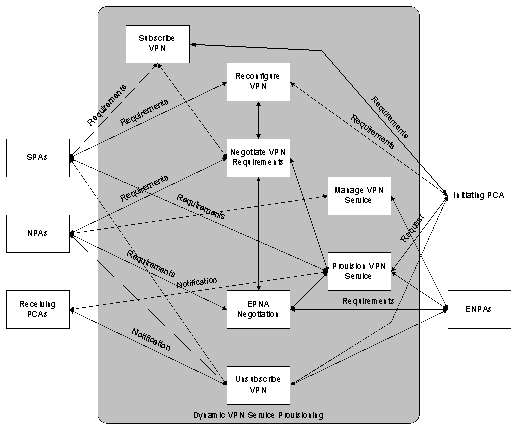 Subscribe
VPN
Reconfigure
VPN
Requirements
Requirements
Requirements
Requirements
SPAs
Negotiate VPN
Requirements
Requirements
Manage VPN
Service
Initiating PCA
Requirements
NPAs
Request
Requirements
Provision VPN
Service
Notification
Receiving
PCAs
EPNA
Negotiation
Requirements
ENPAs
Notification
Unsubscribe
VPN
Dynamic VPN Service Provisioning